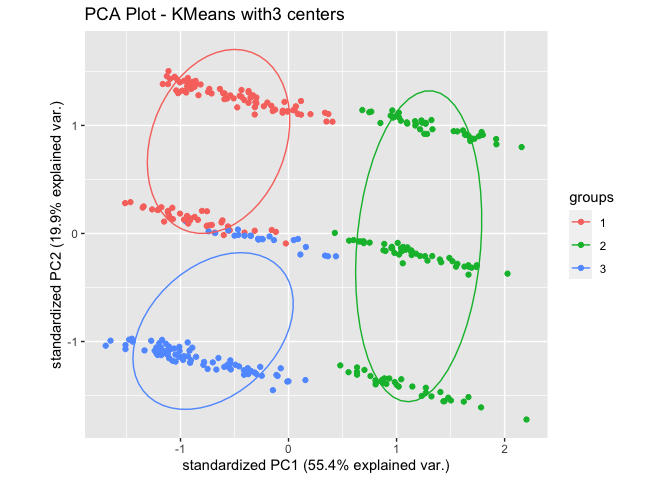 PCA Plot - KMeans with3 centers
standardized PC2 (19.9% explained var.)
1
0
-1
-1
0
1
2
standardized PC1 (55.4% explained var.)
groups
1
2
3